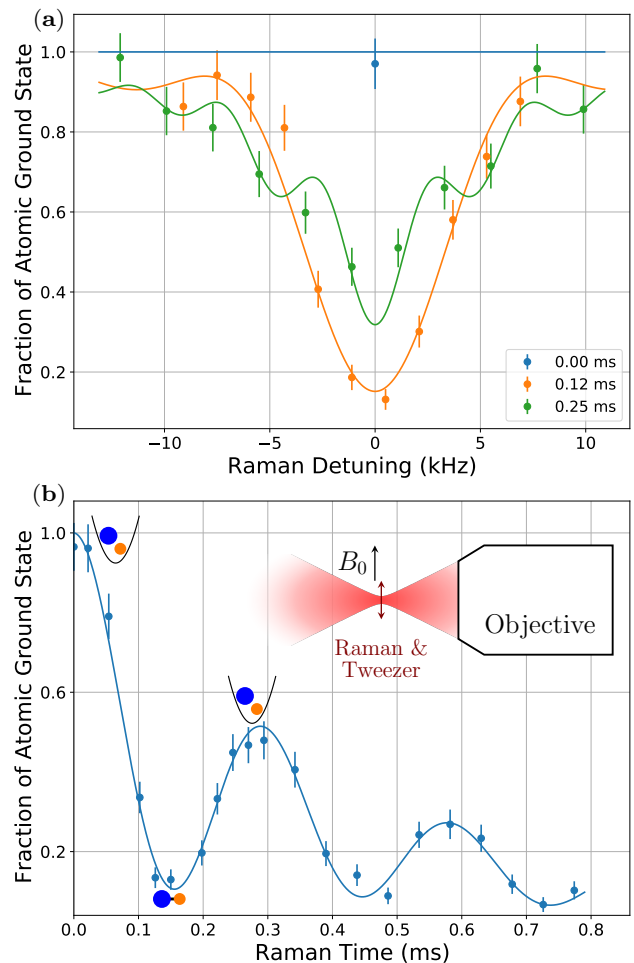 (a)
1.0
0.8
0.6
0.4
0.2
Fraction of Atomic Ground State
0.00 ms
0.12 ms
0.25 ms
−10
−5
0
5
10
Raman Detuning (kHz)
(b)
1.0
0.6
0.2
Fraction of Atomic Ground State
B₀
Raman &
Tweezer
Objective
0.0
0.1
0.2
0.3
0.4
0.5
0.6
0.7
0.8
Raman Time (ms)